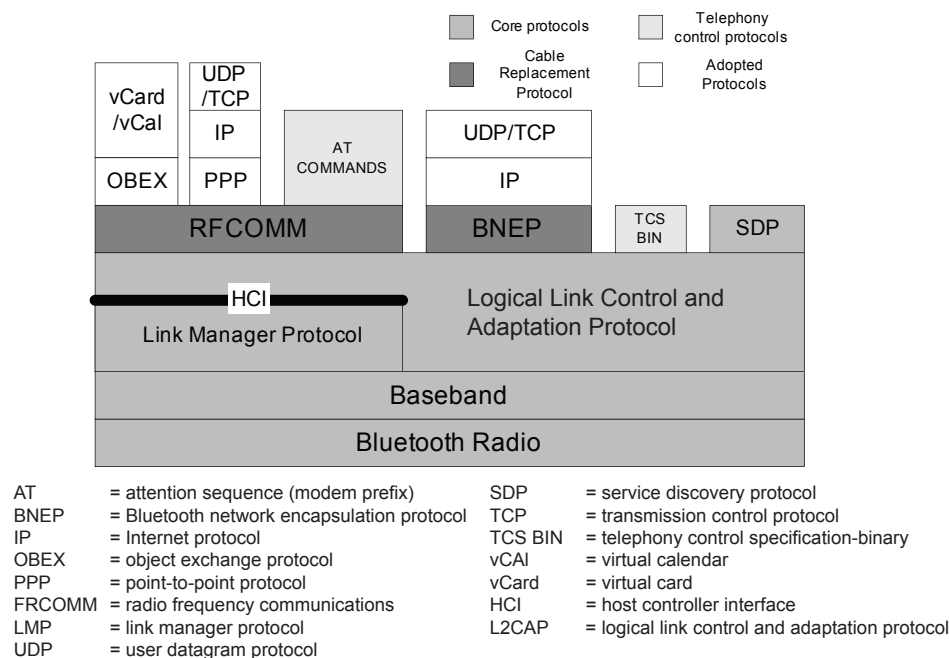 Core protocols
Telephony
control protocols
Cable
Replacement
Protocol
Adopted
Protocols
vCard
/vCal
UDP
/TCP
IP
AT
COMMANDS
UDP/TCP
OBEX
PPP
IP
RFCOMM
BNEP
TCS
BIN
SDP
HCI
Link Manager Protocol
Logical Link Control and
Adaptation Protocol
Baseband
Bluetooth Radio
AT = attention sequence (modem prefix)
BNEP = Bluetooth network encapsulation protocol
IP = Internet protocol
OBEX = object exchange protocol
PPP = point-to-point protocol
FRCOMM = radio frequency communications
LMP = link manager protocol
UDP = user datagram protocol
SDP = service discovery protocol
TCP = transmission control protocol
TCS BIN = telephony control specification-binary
vCAl = virtual calendar
vCard = virtual card
HCI = host controller interface
L2CAP = logical link control and adaptation protocol